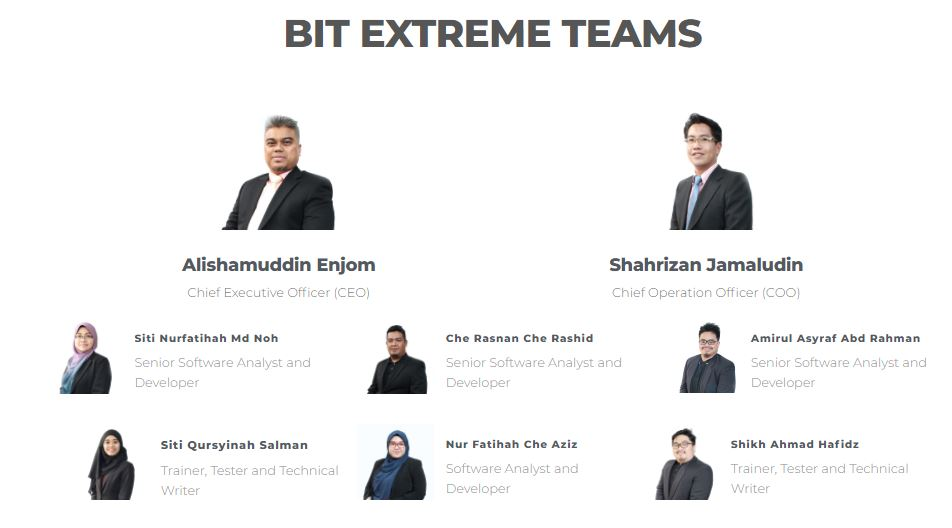 BIT EXTREME TEAMS
Alishamuddin Enjom
Chief Executive Officer (CEO)
Shahrizan Jamaludin
Chief Operation Officer (COO)
Siti Nurfatihah Md Noh
Senior Software Analyst and
Developer
Che Rasnan Che Rashid
Senior Software Analyst and
Developer
Amirul Asyraf Abd Rahman
Senior Software Analyst and
Developer
Siti Qursyinah Salman
Trainer, Tester and Technical
Writer
Nur Fatihah Che Aziz
Software Analyst and
Developer
Shikh Ahmad Hafidz
Trainer, Tester and Technical
Writer